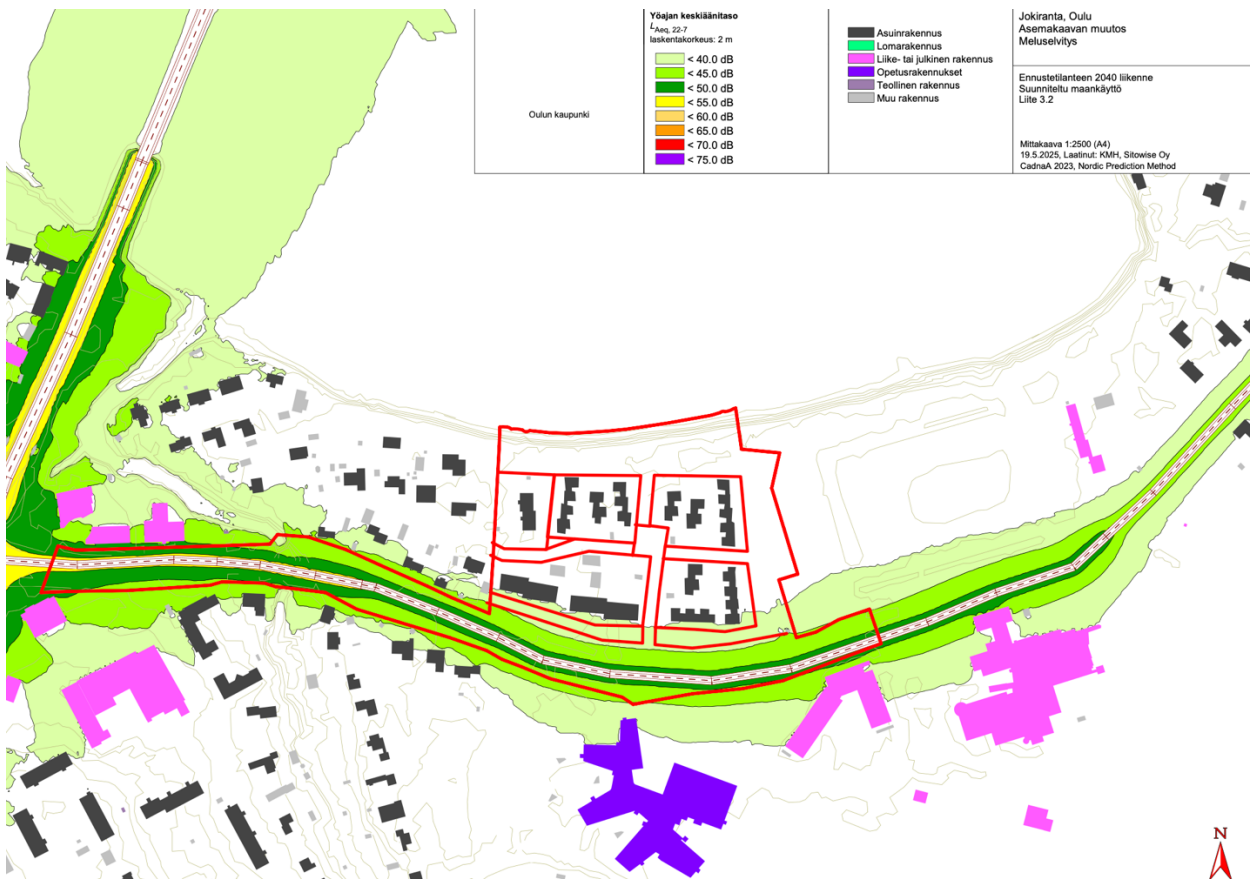 Oulun kaupunki
Yöajan keskiäänitaso
LAeq, 22-7
laskentakorkeus: 2 m
< 40.0 dB
< 45.0 dB
< 50.0 dB
< 55.0 dB
< 60.0 dB
< 65.0 dB
< 70.0 dB
< 75.0 dB
Asuinrakennus
Lomarakennus
Liike- tai julkinen rakennus
Opetusrakennukset
Teollinen rakennus
Muu rakennus
Jokiranta, Oulu
Asemakaavan muutos
Meluselvitys
Ennustetilanteen 2040 liikenne
Suunniteltu maankäyttö
Liite 3.2
Mittakaava 1:2500 (A4)
19.5.2025, Laatinut: KMH, Sitowise Oy
CadnaA 2023, Nordic Prediction Method
N